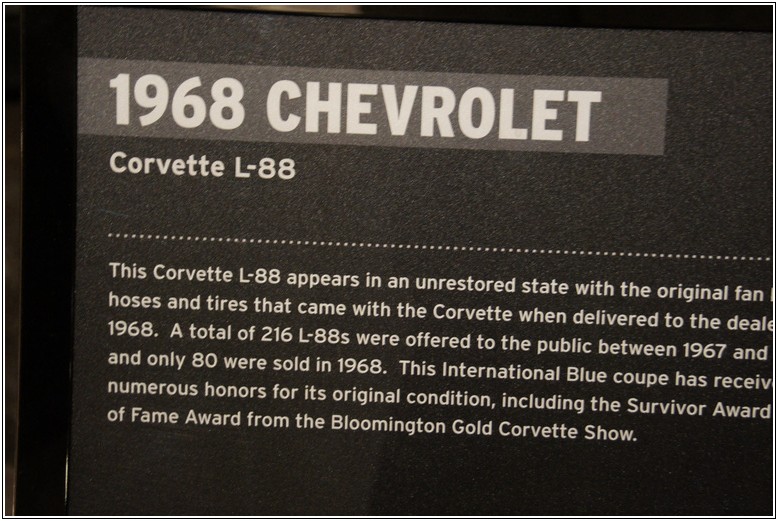 1968 CHEVROLET
Corvette L-88
This Corvette L-88 appears in an unrestored state with the original fan
hoses and tires that came with the Corvette when delivered to the
1968. A total of 216 L-88s were offered to the public between 1967 and
and only 80 were sold in 1968. This International Blue coupe has
numerous honors for its original condition, including the Survivor Award
of Fame Award from the Bloomington Gold Corvette Show.